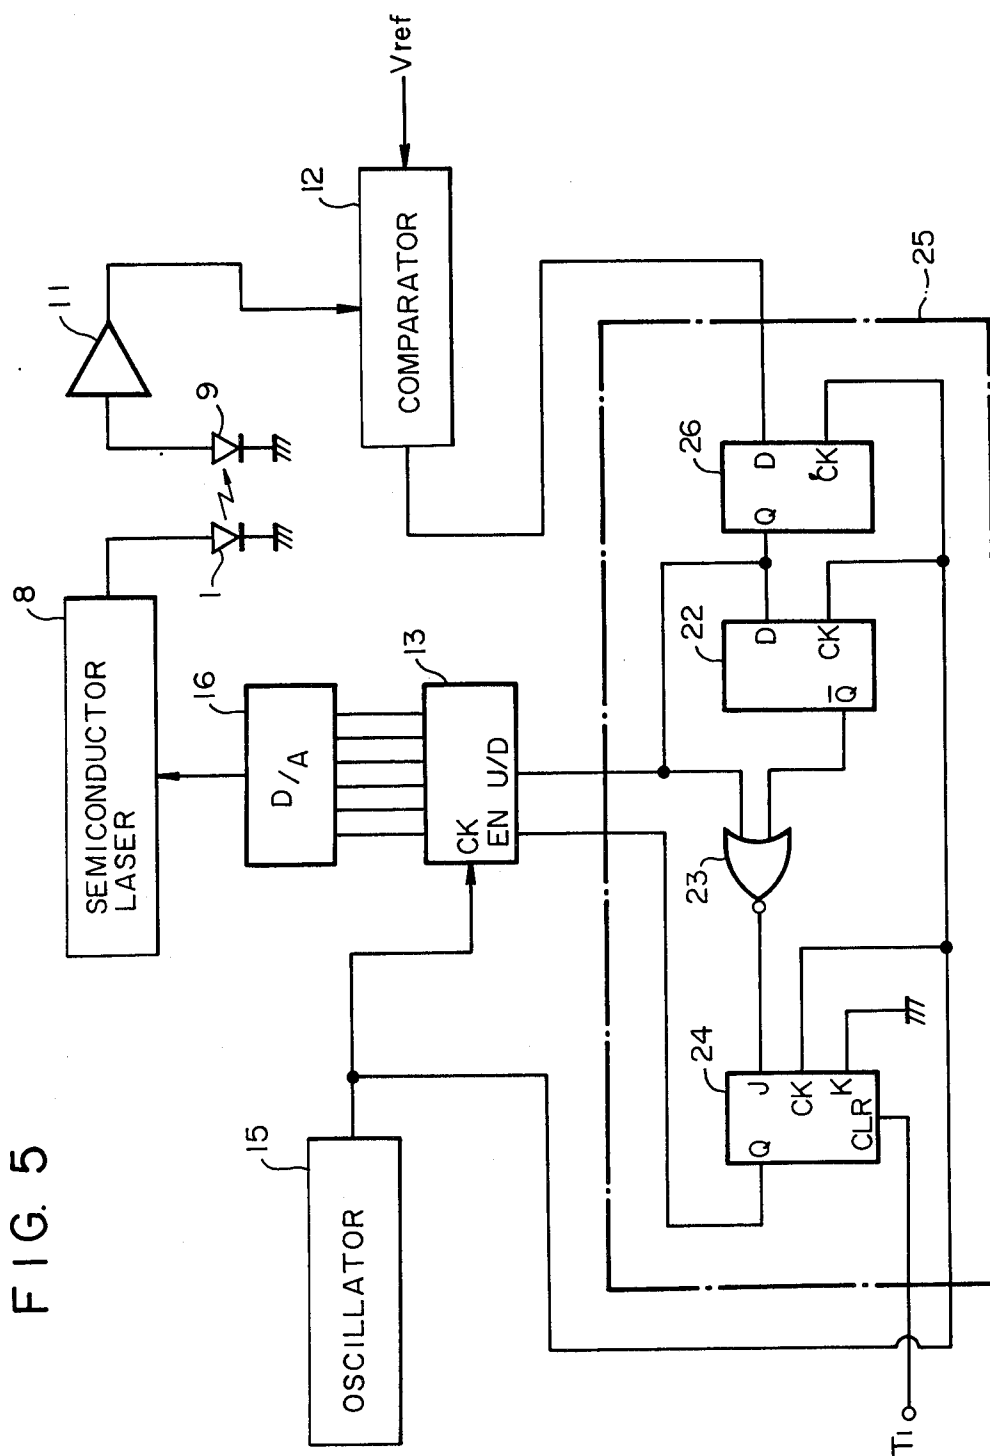 FIG. 5
8
SEMICONDUCTOR
LASER
1
9
11
12
COMPARATOR
Vref
16
D/A
13
CK
EN U/D
15
OSCILLATOR
25
26
Q D
CK
22
D
Q̅ CK
23
24
Q J
CK
K
CLR
T1